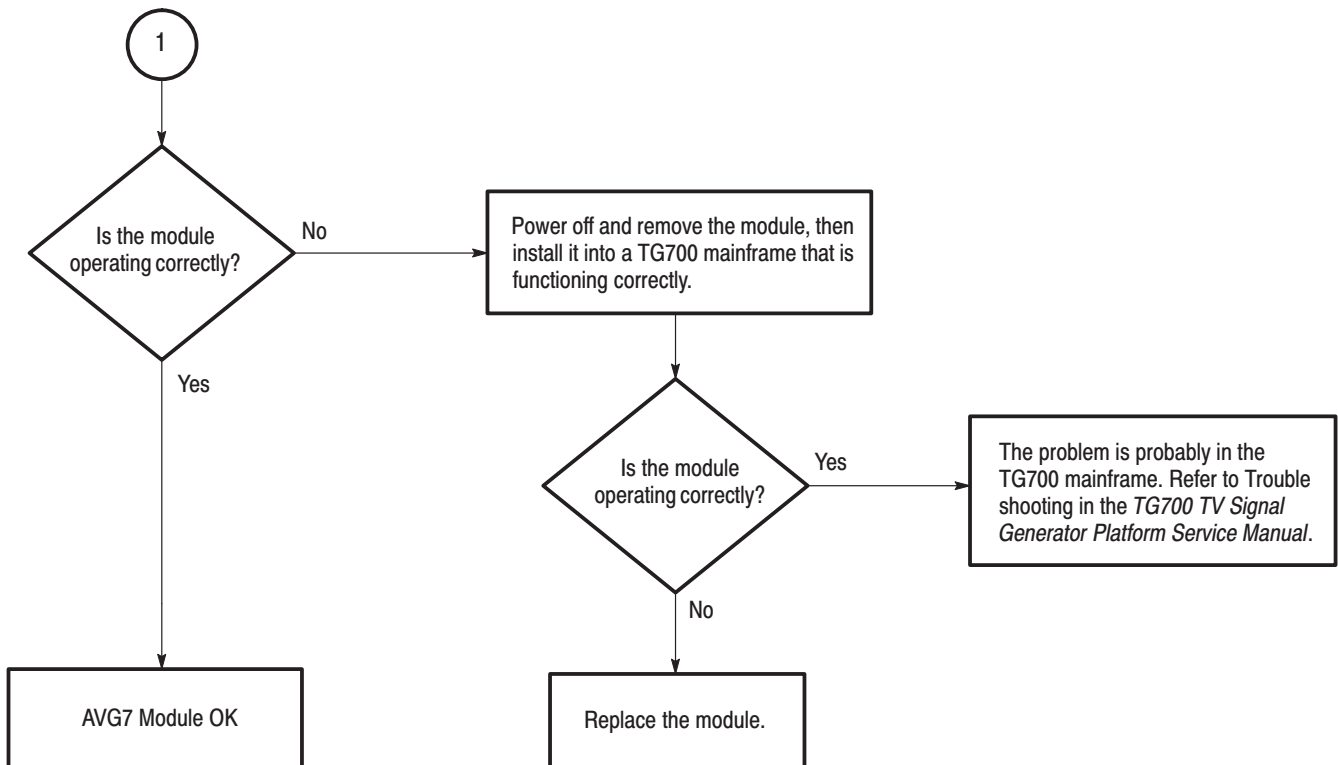 1
Is the module
operating correctly?
No
Power off and remove the module, then
install it into a TG700 mainframe that is
functioning correctly.
Yes
Is the module
operating correctly?
Yes
The problem is probably in the
TG700 mainframe. Refer to Trouble
shooting in the TG700 TV Signal
Generator Platform Service Manual.
No
AVG7 Module OK
Replace the module.